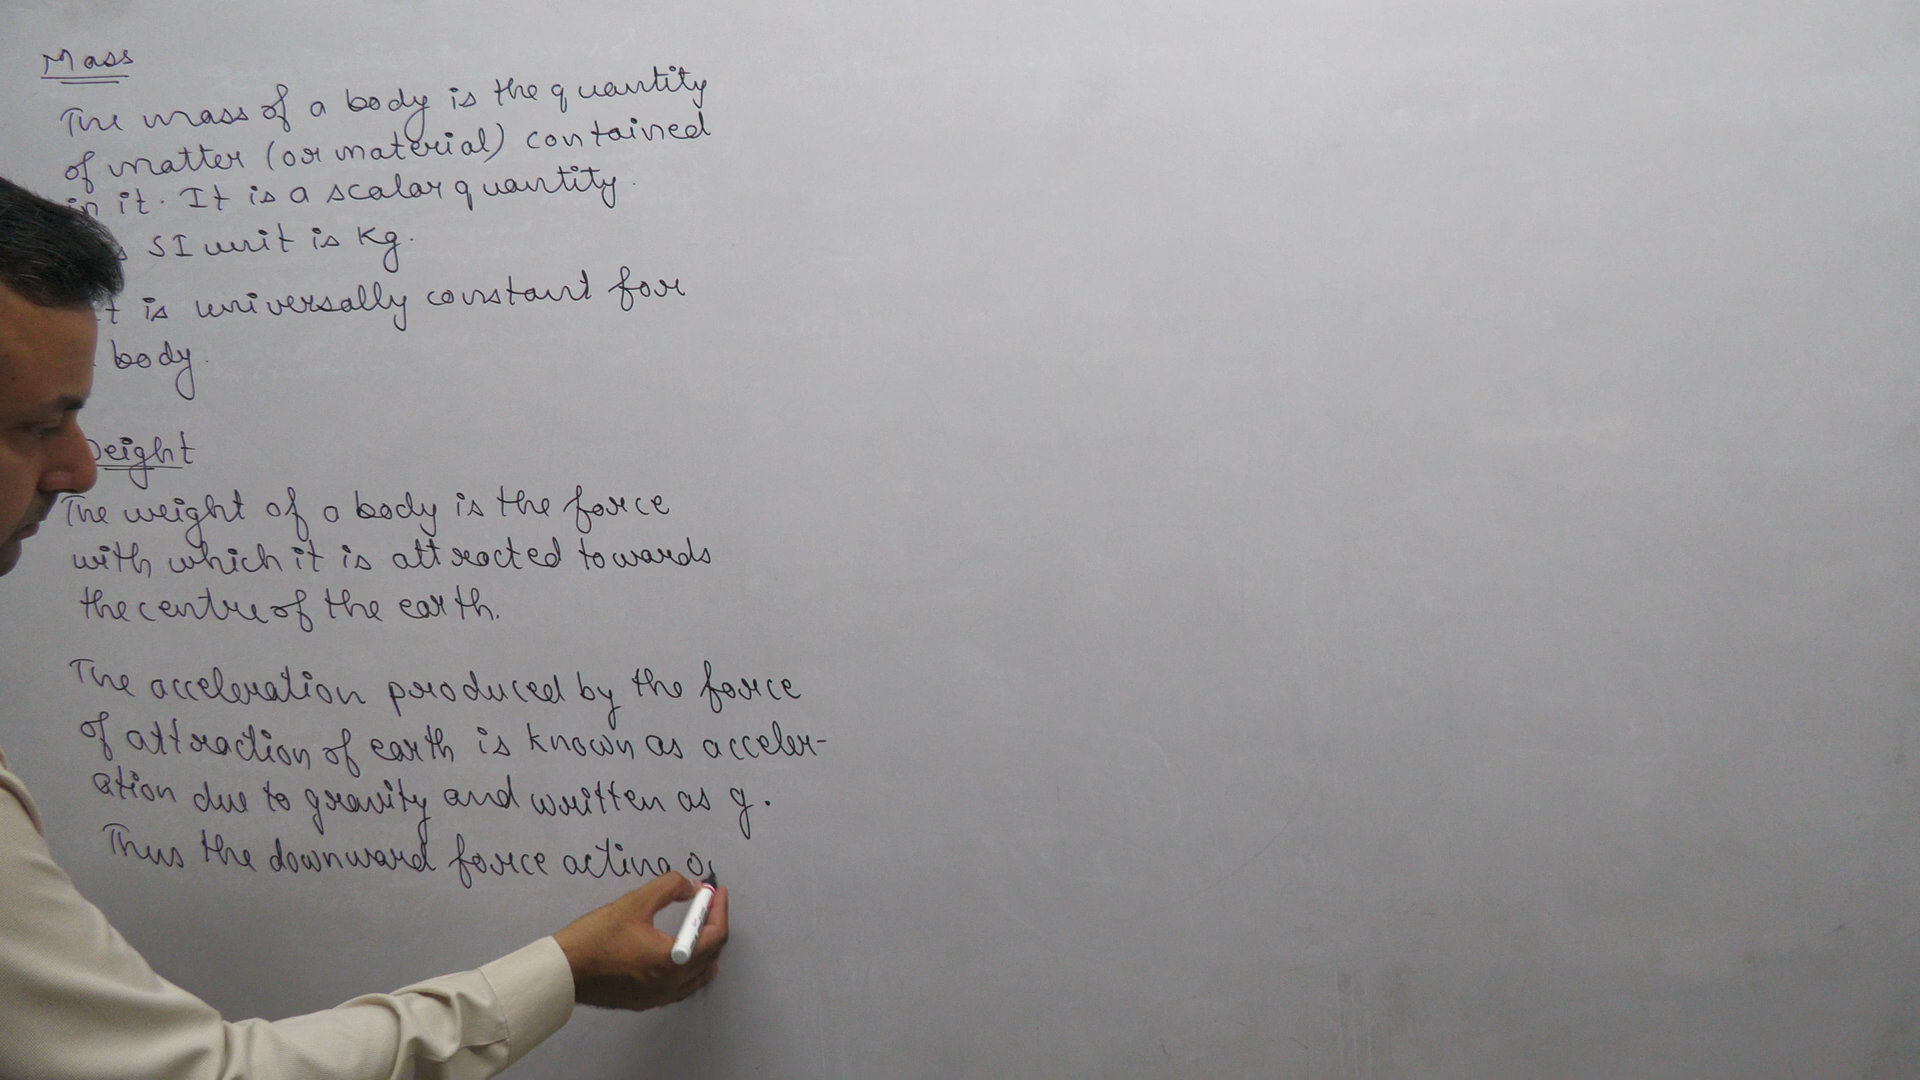 Mass
The mass of a body is the quantity
of matter (or material) contained
in it. It is a scalar quantity.
SI unit is Kg.
is universally constant for
body.
Weight
The weight of a body is the force
with which it is attracted towards
the centre of the earth.
The acceleration produced by the force
of attraction of earth is known as acceler-
ation due to gravity and written as g.
Thus the downward force acting